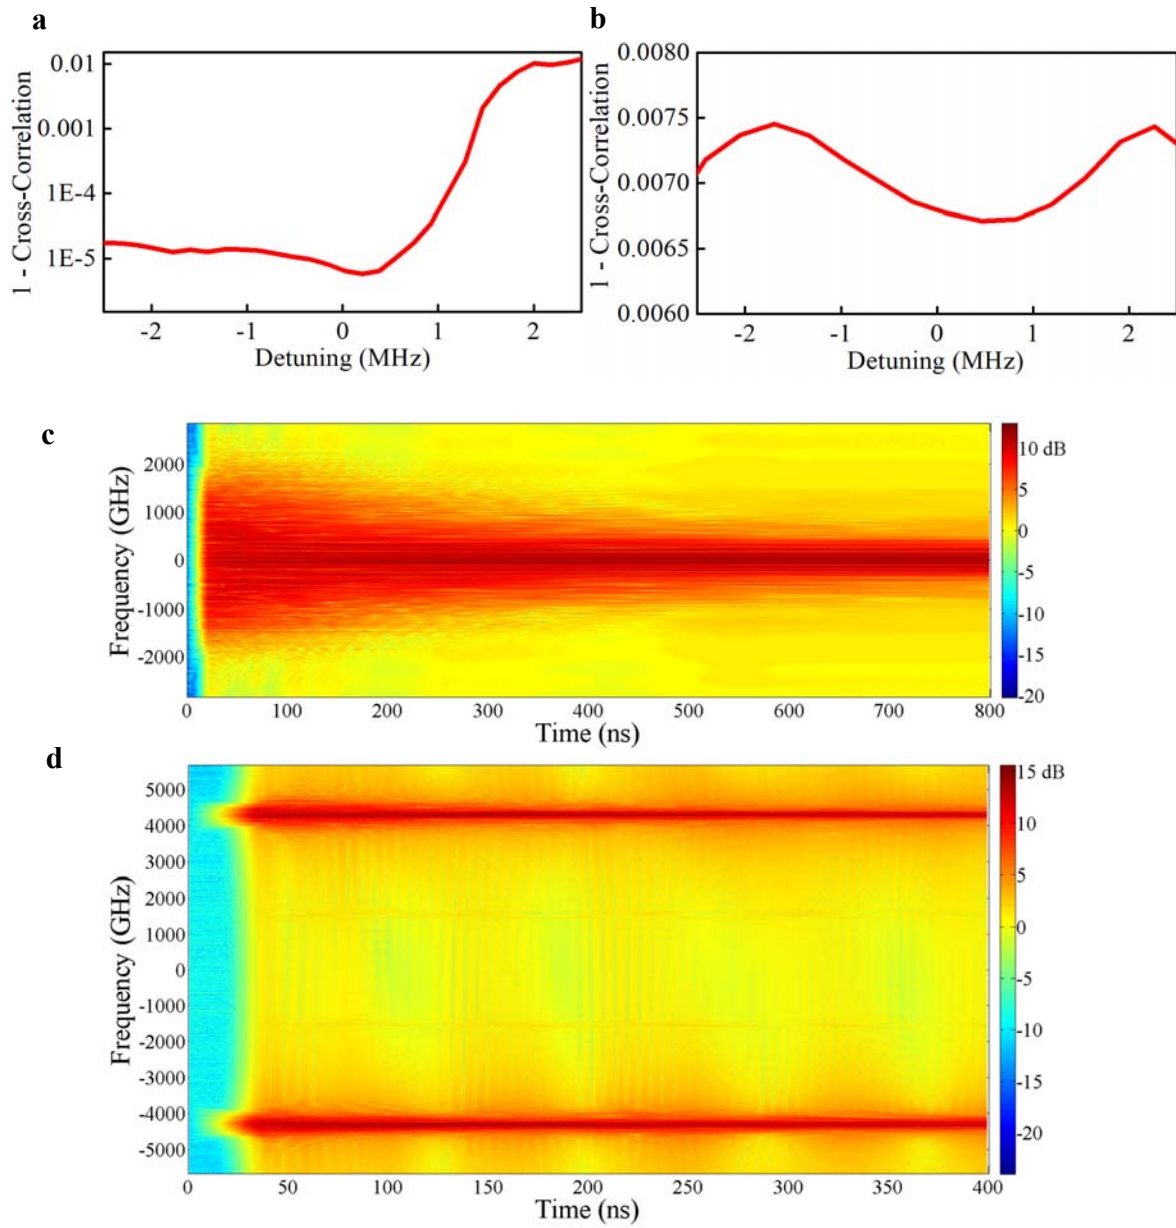 a
b
0.01
0.001
1E-4
1E-5
1 - Cross-Correlation
-2 -1 0 1 2
Detuning (MHz)
0.0080
0.0075
0.0070
0.0065
0.0060
1 - Cross-Correlation
-2 -1 0 1 2
Detuning (MHz)
c
2000
1000
0
-1000
-2000
Frequency (GHz)
0 100 200 300 400 500 600 700 800
Time (ns)
10 dB
5
0
-5
-10
-15
-20
d
5000
4000
3000
2000
1000
0
-1000
-2000
-3000
-4000
-5000
Frequency (GHz)
0 50 100 150 200 250 300 350 400
Time (ns)
15 dB
10
5
0
-5
-10
-15
-20